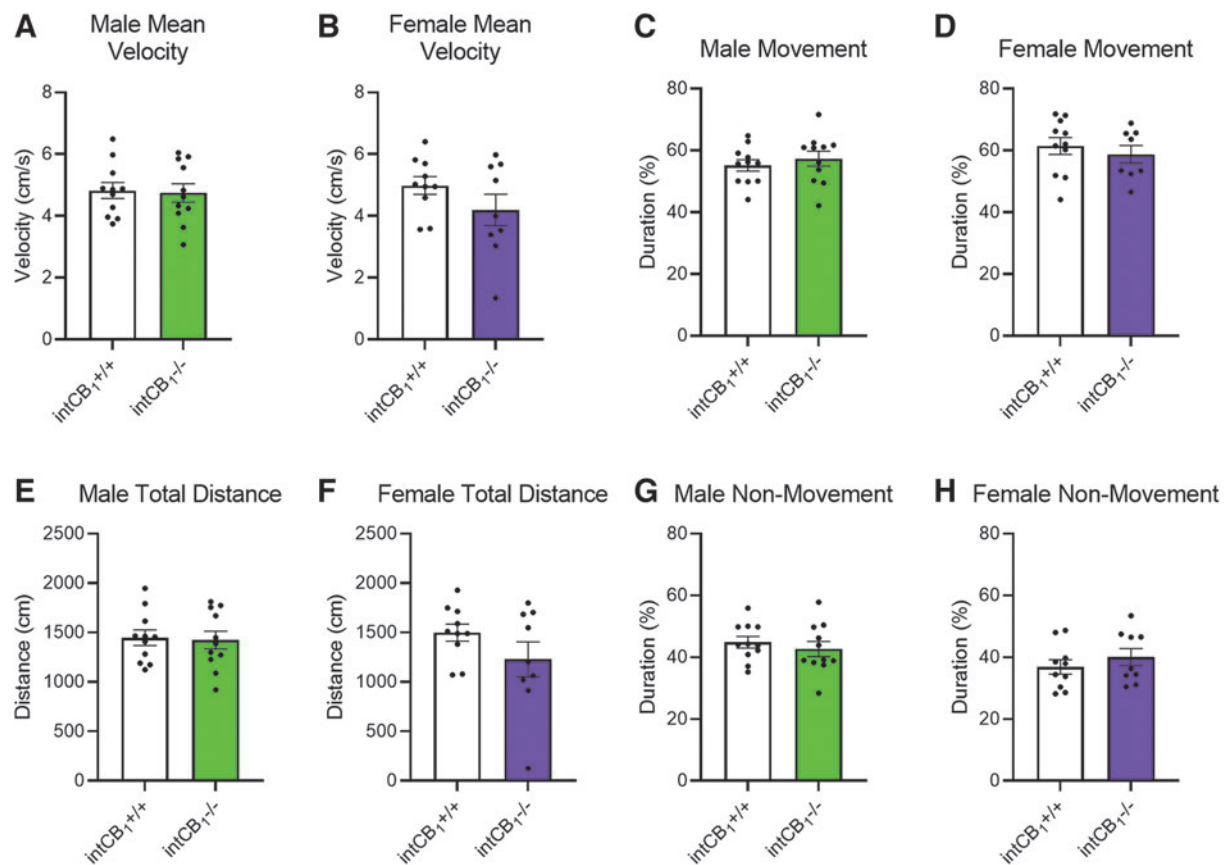 A Male Mean Velocity
Velocity (cm/s)
8
6
4
2
0
intCB₁+/+
intCB₁-/-
B Female Mean Velocity
Velocity (cm/s)
8
6
4
2
0
intCB₁+/+
intCB₁-/-
C Male Movement
Duration (%)
80
60
40
20
0
intCB₁+/+
intCB₁-/-
D Female Movement
Duration (%)
80
60
40
20
0
intCB₁+/+
intCB₁-/-
E Male Total Distance
Distance (cm)
2500
2000
1500
1000
500
0
intCB₁+/+
intCB₁-/-
F Female Total Distance
Distance (cm)
2500
2000
1500
1000
500
0
intCB₁+/+
intCB₁-/-
G Male Non-Movement
Duration (%)
80
60
40
20
0
intCB₁+/+
intCB₁-/-
H Female Non-Movement
Duration (%)
80
60
40
20
0
intCB₁+/+
intCB₁-/-